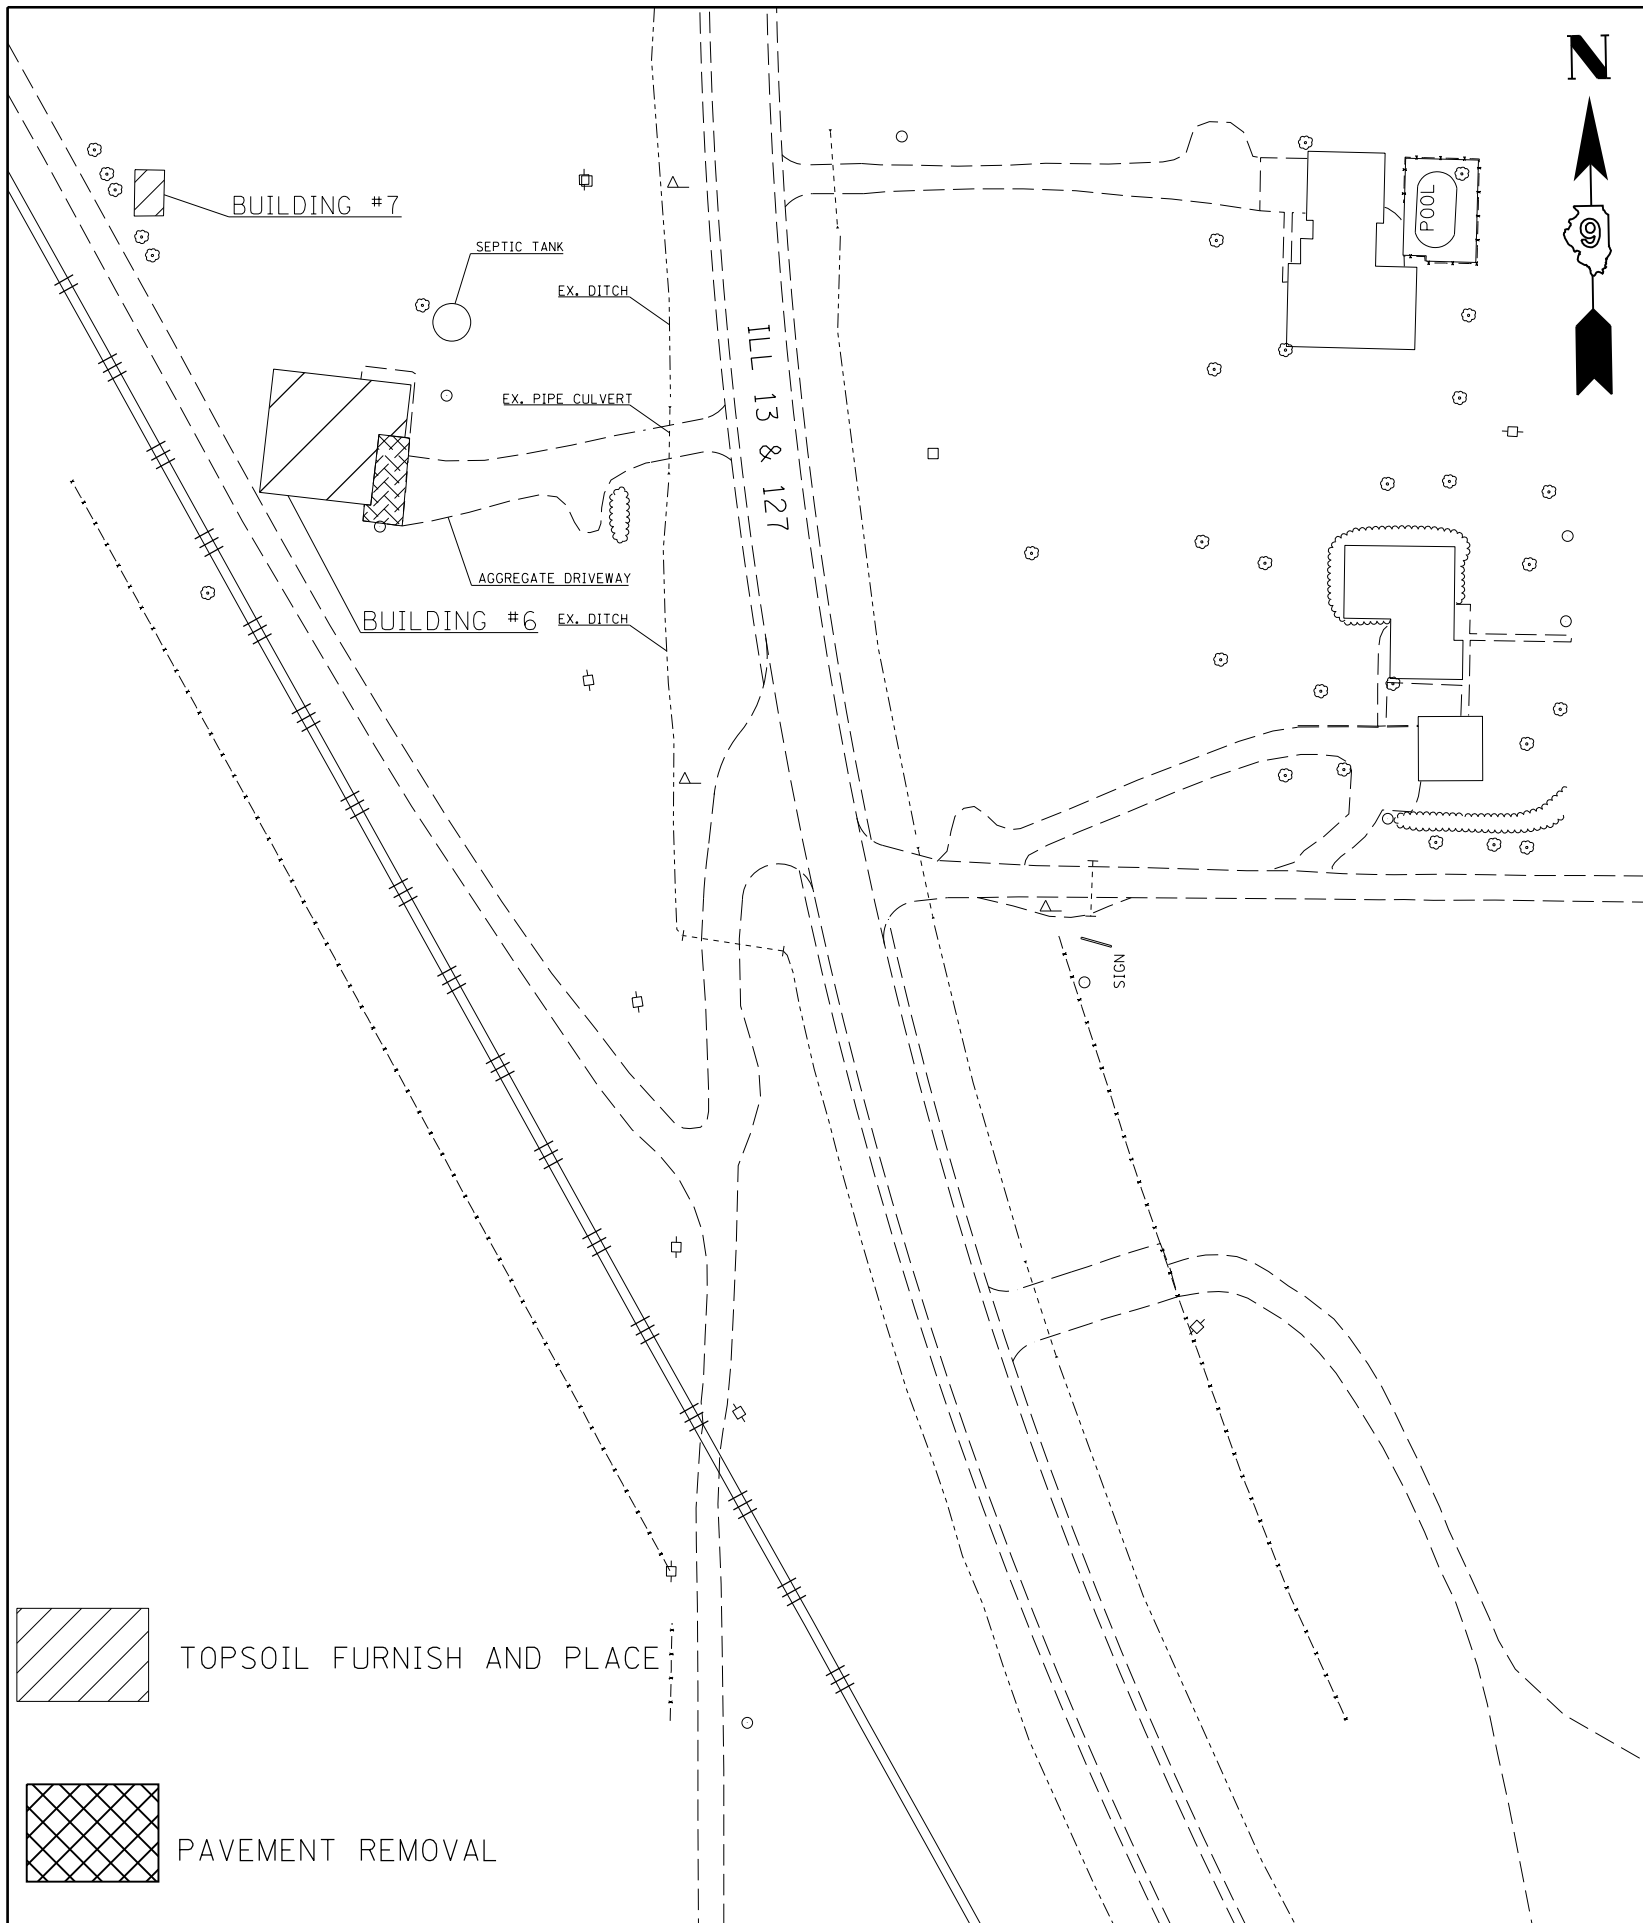 N
9
BUILDING #7
SEPTIC TANK
EX. DITCH
POOL
ILL 13 & 127
EX. PIPE CULVERT
AGGREGATE DRIVEWAY
BUILDING #6
EX. DITCH
SIGN
TOPSOIL FURNISH AND PLACE
PAVEMENT REMOVAL